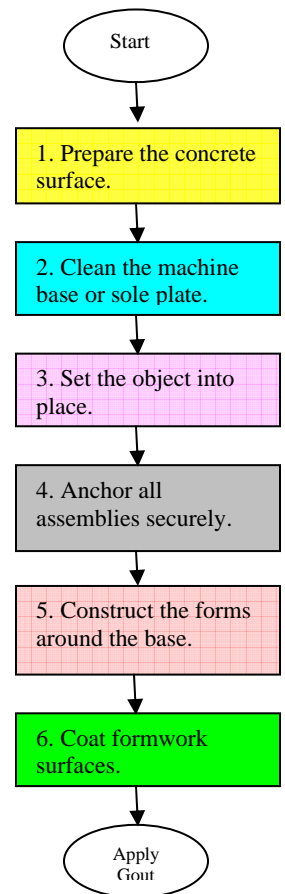 Start
1. Prepare the concrete
surface.
2. Clean the machine
base or sole plate.
3. Set the object into
place.
4. Anchor all
assemblies securely.
5. Construct the forms
around the base.
6. Coat formwork
surfaces.
Apply
Gout